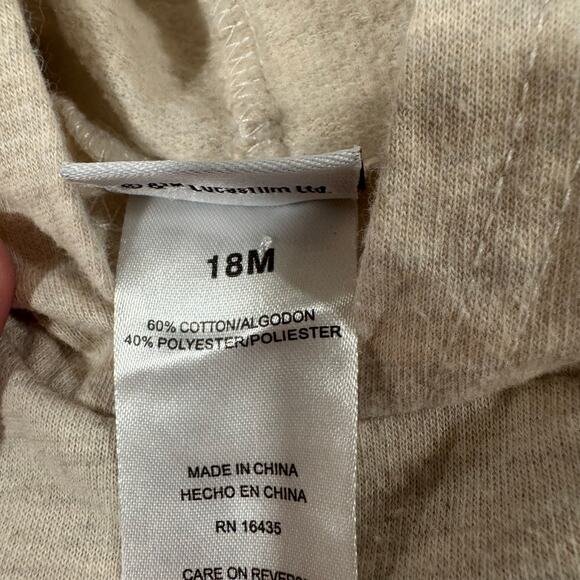 © & ™ Lucasfilm Ltd.
18M
60% COTTON/ALGODON
40% POLYESTER/POLIESTER
MADE IN CHINA
HECHO EN CHINA
RN 16435
CARE ON REVERSE